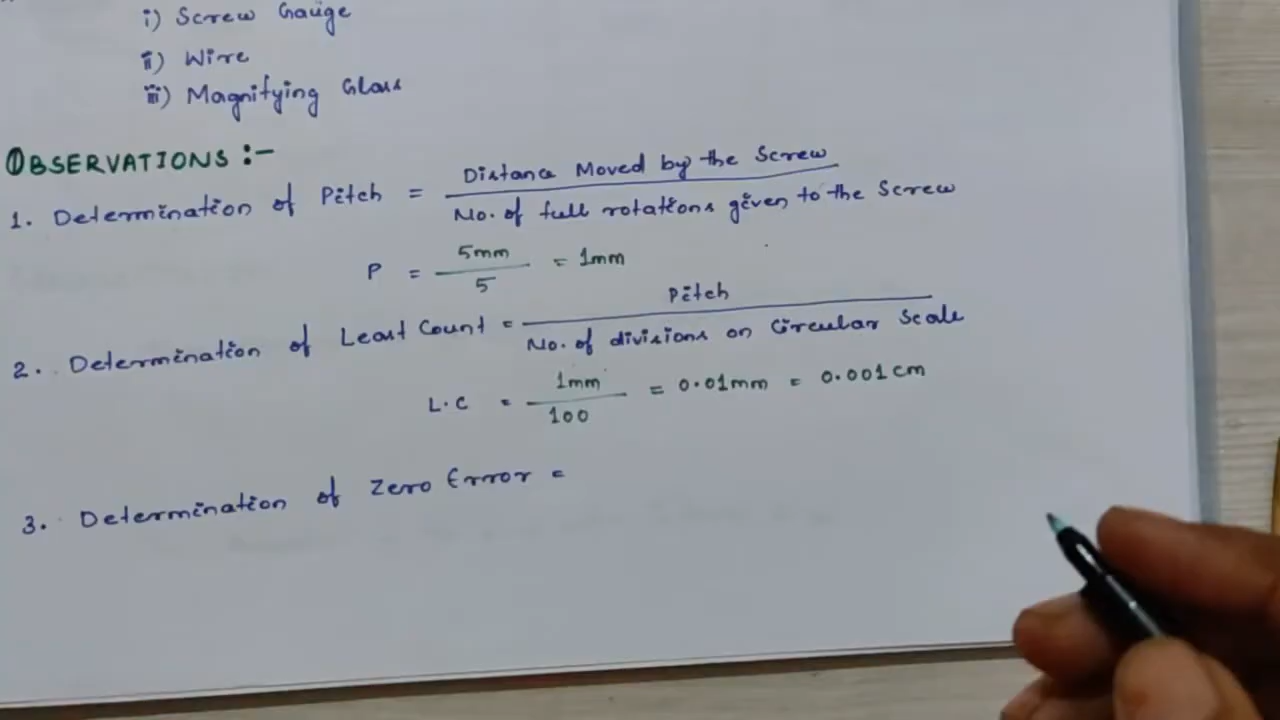 i) Screw Gauge
ii) Wire
iii) Magnifying Glass
OBSERVATIONS :-
1. Determination of Pitch = Distance Moved by the Screw / No. of full rotations given to the Screw
P = 5mm / 5 = 1mm
2. Determination of Least Count = Pitch / No. of divisions on Circular Scale
L.C = 1mm / 100 = 0.01mm = 0.001cm
3. Determination of Zero Error =